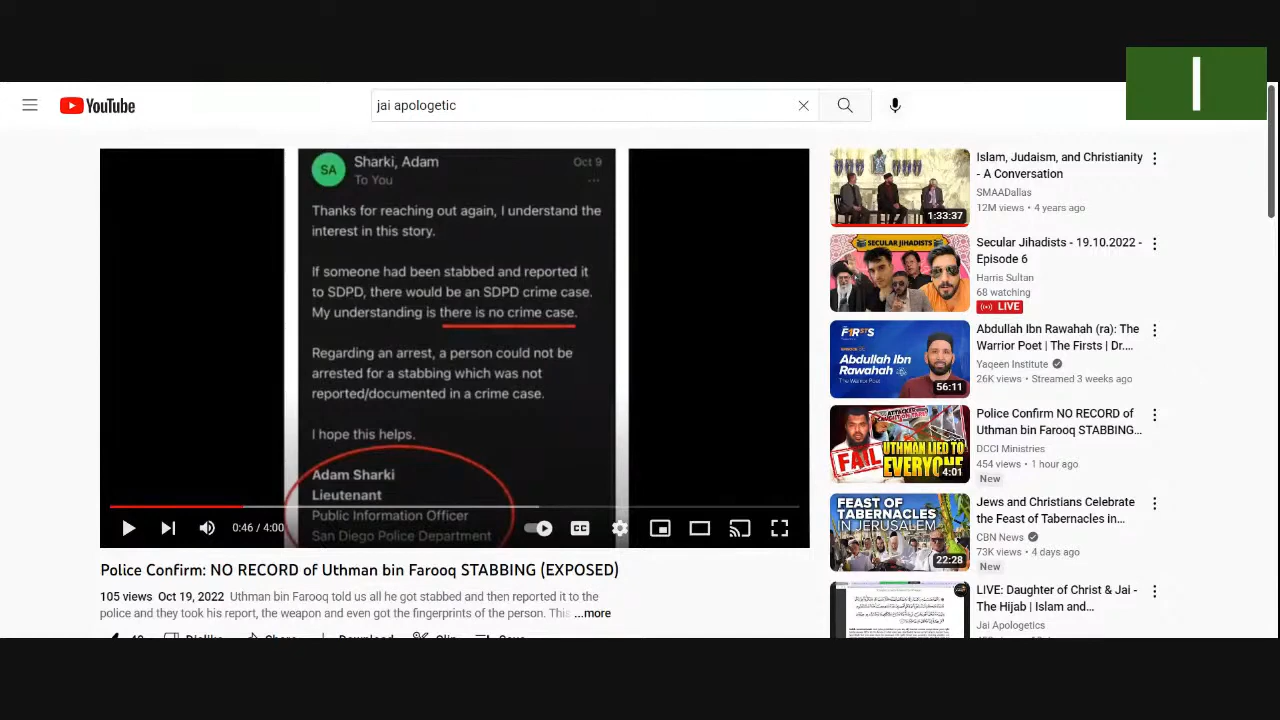 YouTube
jai apologetic
SA
Sharki, Adam
Oct 9
To You
Thanks for reaching out again, I understand the
interest in this story.
If someone had been stabbed and reported it
to SDPD, there would be an SDPD crime case.
My understanding is there is no crime case.
Regarding an arrest, a person could not be
arrested for a stabbing which was not
reported/documented in a crime case.
I hope this helps.
Adam Sharki
Lieutenant
Public Information Officer
San Diego Police Department
0:46 / 4:00
CC
Police Confirm: NO RECORD of Uthman bin Farooq STABBING (EXPOSED)
105 views Oct 19, 2022 Uthman bin Farooq told us all he got stabbed and then reported it to the
police and they took his report, the weapon and even got the fingerprints of the person. This ...more
Dislike Share Download Clip Save
I
1:33:37
Islam, Judaism, and Christianity
- A Conversation
SMAADallas
12M views • 4 years ago
SECULAR JIHADISTS
Secular Jihadists - 19.10.2022 -
Episode 6
Harris Sultan
68 watching
LIVE
Abdullah Ibn
Rawahah
The Warrior Poet
56:11
Abdullah Ibn Rawahah (ra): The
Warrior Poet | The Firsts | Dr....
Yaqeen Institute
26K views • Streamed 3 weeks ago
FAIL
UTHMAN LIED TO
EVERYONE
4:01
Police Confirm NO RECORD of
Uthman bin Farooq STABBING...
DCCI Ministries
454 views • 1 hour ago
New
FEAST OF
TABERNACLES
IN JERUSALEM
22:28
Jews and Christians Celebrate
the Feast of Tabernacles in...
CBN News
73K views • 4 days ago
New
LIVE: Daughter of Christ & Jai -
The Hijab | Islam and...
Jai Apologetics